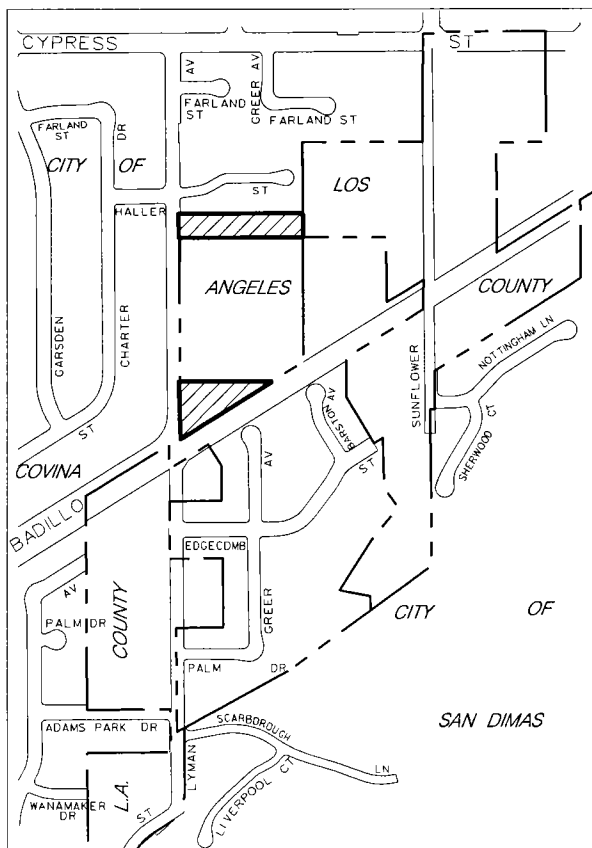 CYPRESS
ST
AV
FARLAND
ST
GREER AV
FARLAND ST
FARLAND
ST
DR
CITY OF
LOS
ST
HALLER
ANGELES
COUNTY
GARSDEN
CHARTER
SUNFLOWER
NOTTINGHAM LN
SHERWOOD CT
BARSTON AV
ST
ST
AV
COVINA
BADILLO
EDGECDMB
GREER
AV
PALM DR
COUNTY
CITY OF
PALM DR
SAN DIMAS
ADAMS PARK DR
SCARBOROUGH
LN
LYMAN
LIVERPOOL CT
L.A.
WANAMAKER
DR
ST